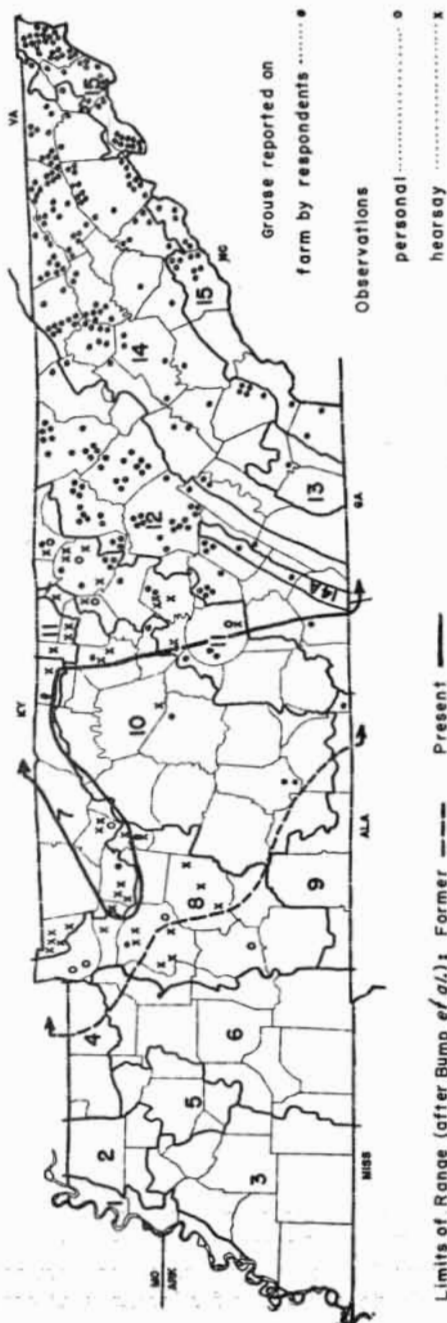 KY
VA
NC
GA
ALA
MISS
ARK
MO
1
2
3
4
5
6
7
8
9
10
11
11
12
13
14
14A
15
15
Grouse reported on
farm by respondents ...... •
Observations
personal ............... o
hearsay ............... x
Limits of Range (after Bump et al.): Former --- Present —